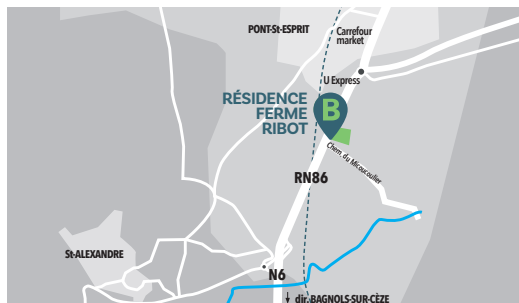 PONT-St-ESPRIT
Carrefour
market
U Express
RÉSIDENCE
FERME
RIBOT
B
Chem. du Micocoulier
RN86
St-ALEXANDRE
N6
dir. BAGNOLS-SUR-CÈZE